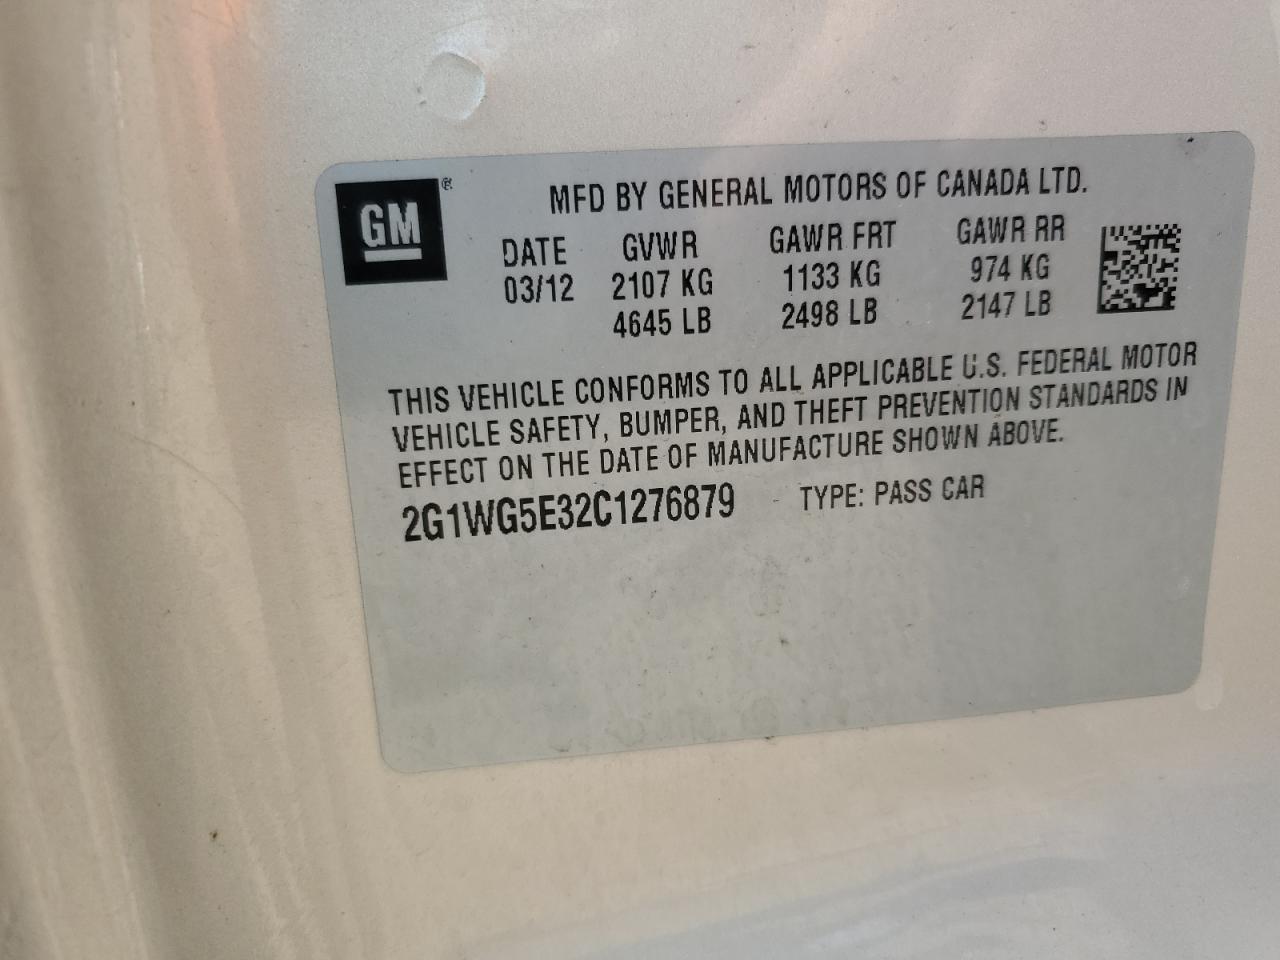 GM®
MFD BY GENERAL MOTORS OF CANADA LTD.
DATE GVWR GAWR FRT GAWR RR
03/12 2107 KG 1133 KG 974 KG
4645 LB 2498 LB 2147 LB
THIS VEHICLE CONFORMS TO ALL APPLICABLE U.S. FEDERAL MOTOR
VEHICLE SAFETY, BUMPER, AND THEFT PREVENTION STANDARDS IN
EFFECT ON THE DATE OF MANUFACTURE SHOWN ABOVE.
2G1WG5E32C1276879 TYPE: PASS CAR